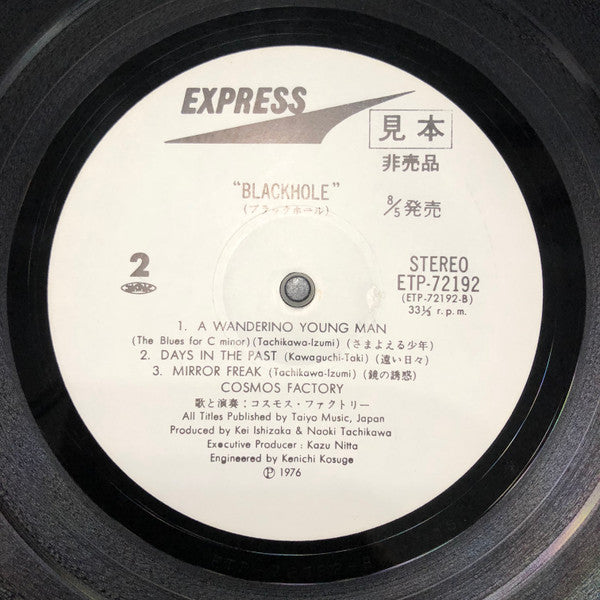 EXPRESS
見本
非売品
"BLACKHOLE"
(ブラックホール)
8/5発売
2
STEREO
ETP-72192
(ETP-72192-B)
33⅓ r.p.m.
1. A WANDERINO YOUNG MAN
(The Blues for C minor)(Tachikawa-Izumi)(さまよえる少年)
2. DAYS IN THE PAST (Kawaguchi-Taki) (遠い日々)
3. MIRROR FREAK (Tachikawa-Izumi) (鏡の誘惑)
COSMOS FACTORY
歌と演奏:コスモス・ファクトリー
All Titles Published by Taiyo Music, Japan
Produced by Kei Ishizaka & Naoki Tachikawa
Executive Producer : Kazu Nitta
Engineered by Kenichi Kosuge
Ⓟ 1976